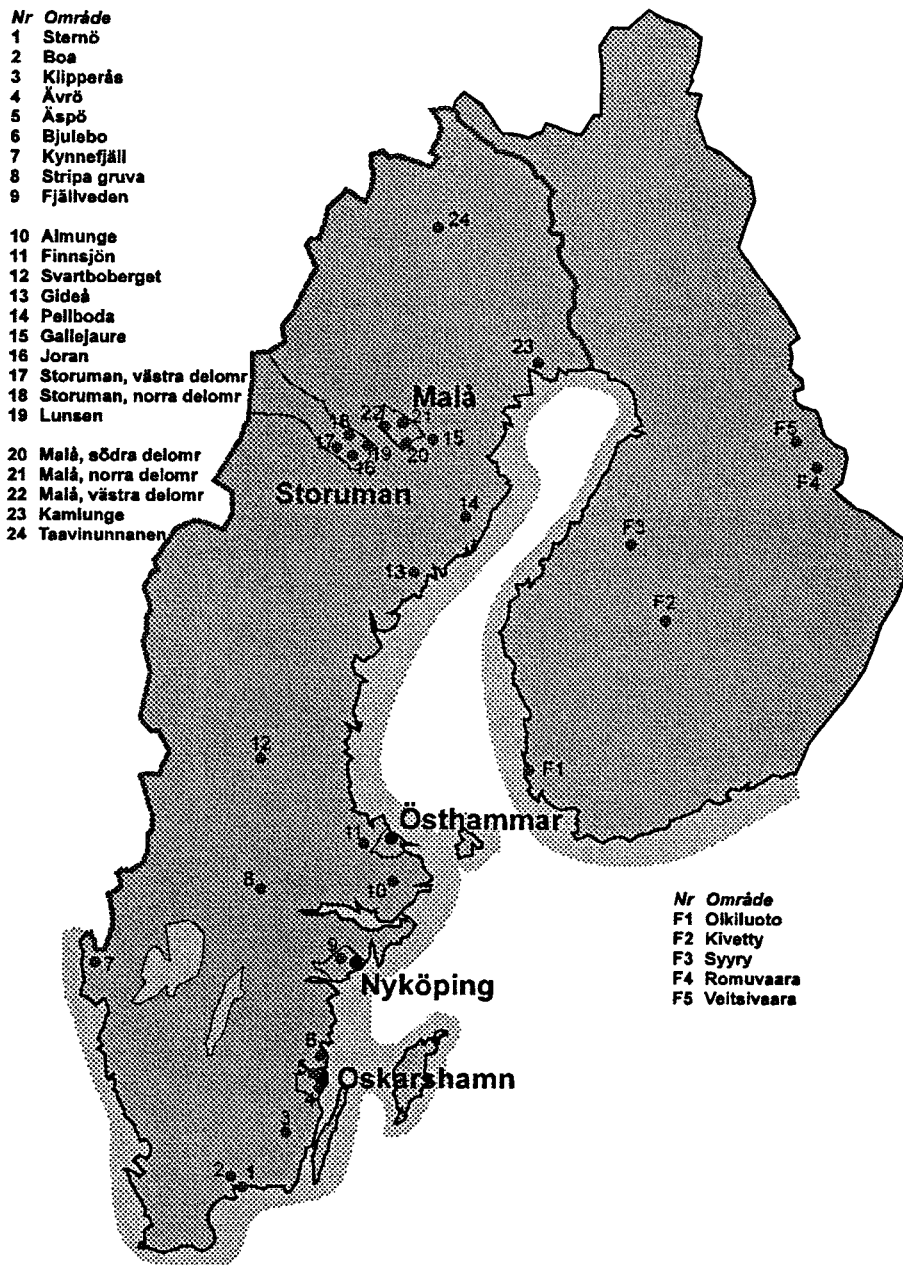 Nr Område
1 Sternö
2 Boa
3 Klipperås
4 Ävrö
5 Äspö
6 Bjulebo
7 Kynnefjäll
8 Stripa gruva
9 Fjällveden
10 Almunge
11 Finnsjön
12 Svartboberget
13 Gideå
14 Pellboda
15 Gallejaure
16 Joran
17 Storuman, västra delomr
18 Storuman, norra delomr
19 Lunsen
20 Malå, södra delomr
21 Malå, norra delomr
22 Malå, västra delomr
23 Kamlunge
24 Taavinunnanen
24
23
Malå
22 21
18 15
17 19 20
16
Storuman
14
13
F5
F4
F3
F2
12
F1
Östhammar
11
8
10
7
9
Nyköping
6
5 Oskarshamn
4
3
2 1
Nr Område
F1 Olkiluoto
F2 Kivetty
F3 Syyry
F4 Romuvaara
F5 Veitsivaara